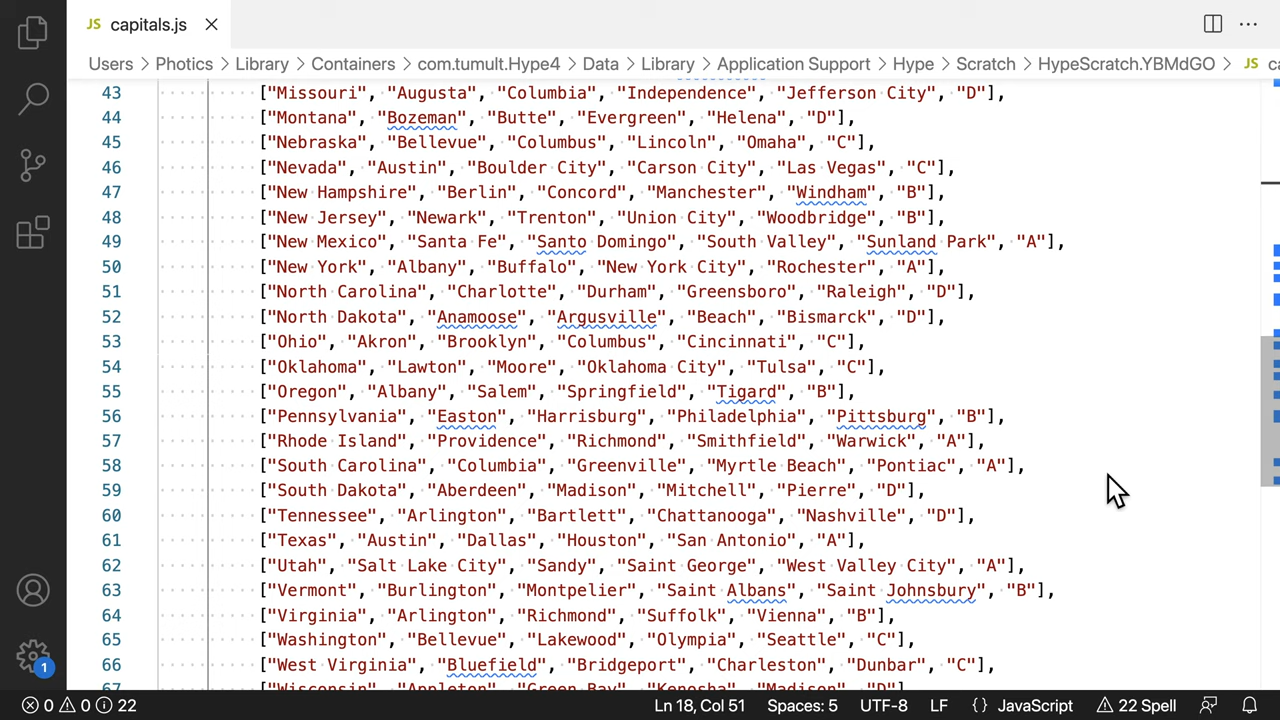 JS capitals.js
Users > Photics > Library > Containers > com.tumult.Hype4 > Data > Library > Application Support > Hype > Scratch > HypeScratch.YBMdGO > JS
43 ["Missouri", "Augusta", "Columbia", "Independence", "Jefferson City", "D"],
44 ["Montana", "Bozeman", "Butte", "Evergreen", "Helena", "D"],
45 ["Nebraska", "Bellevue", "Columbus", "Lincoln", "Omaha", "C"],
46 ["Nevada", "Austin", "Boulder City", "Carson City", "Las Vegas", "C"],
47 ["New Hampshire", "Berlin", "Concord", "Manchester", "Windham", "B"],
48 ["New Jersey", "Newark", "Trenton", "Union City", "Woodbridge", "B"],
49 ["New Mexico", "Santa Fe", "Santo Domingo", "South Valley", "Sunland Park", "A"],
50 ["New York", "Albany", "Buffalo", "New York City", "Rochester", "A"],
51 ["North Carolina", "Charlotte", "Durham", "Greensboro", "Raleigh", "D"],
52 ["North Dakota", "Anamoose", "Argusville", "Beach", "Bismarck", "D"],
53 ["Ohio", "Akron", "Brooklyn", "Columbus", "Cincinnati", "C"],
54 ["Oklahoma", "Lawton", "Moore", "Oklahoma City", "Tulsa", "C"],
55 ["Oregon", "Albany", "Salem", "Springfield", "Tigard", "B"],
56 ["Pennsylvania", "Easton", "Harrisburg", "Philadelphia", "Pittsburg", "B"],
57 ["Rhode Island", "Providence", "Richmond", "Smithfield", "Warwick", "A"],
58 ["South Carolina", "Columbia", "Greenville", "Myrtle Beach", "Pontiac", "A"],
59 ["South Dakota", "Aberdeen", "Madison", "Mitchell", "Pierre", "D"],
60 ["Tennessee", "Arlington", "Bartlett", "Chattanooga", "Nashville", "D"],
61 ["Texas", "Austin", "Dallas", "Houston", "San Antonio", "A"],
62 ["Utah", "Salt Lake City", "Sandy", "Saint George", "West Valley City", "A"],
63 ["Vermont", "Burlington", "Montpelier", "Saint Albans", "Saint Johnsbury", "B"],
64 ["Virginia", "Arlington", "Richmond", "Suffolk", "Vienna", "B"],
65 ["Washington", "Bellevue", "Lakewood", "Olympia", "Seattle", "C"],
66 ["West Virginia", "Bluefield", "Bridgeport", "Charleston", "Dunbar", "C"],
67 ["Wisconsin", "Appleton", "Green Bay", "Kenosha", "Madison", "D"]
1
0 0 22 Ln 18, Col 51 Spaces: 5 UTF-8 LF {} JavaScript 22 Spell